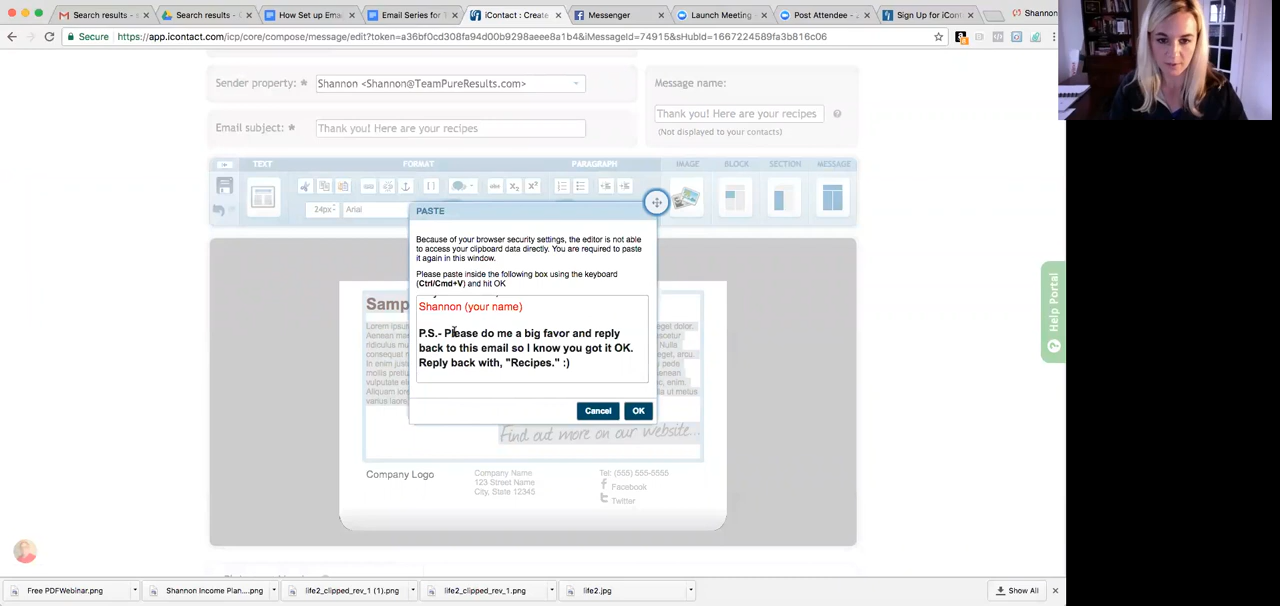 Search results - s
Search results - G
How Set up Ema
Email Series for T
iContact : Create
Messenger
Launch Meeting
Post Attendee - J
Sign Up for iCont
Shannon
Secure
https://app.icontact.com/icp/core/compose/message/edit?token=a36bf0cd308fa94d00b9298aeee8a1b4&iMessageId=74915&sHubId=1667224589fa3b816c06
Sender property: * Shannon <Shannon@TeamPureResults.com>
Message name:
Thank you! Here are your recipes
(Not displayed to your contacts)
Email subject: * Thank you! Here are your recipes
TEXT FORMAT PARAGRAPH IMAGE BLOCK SECTION MESSAGE
24px Arial
PASTE
Because of your browser security settings, the editor is not able
to access your clipboard data directly. You are required to paste
it again in this window.
Please paste inside the following box using the keyboard
(Ctrl/Cmd+V) and hit OK
Shannon (your name)
P.S.- Please do me a big favor and reply
back to this email so I know you got it OK.
Reply back with, "Recipes." :)
Cancel OK
Samp
Find out more on our website...
Company Logo
Company Name
123 Street Name
City, State 12345
Tel: (555) 555-5555
Facebook
Twitter
Help Portal
Free PDFWebinar.png
Shannon Income Plan....png
life2_clipped_rev_1 (1).png
life2_clipped_rev_1.png
life2.jpg
Show All